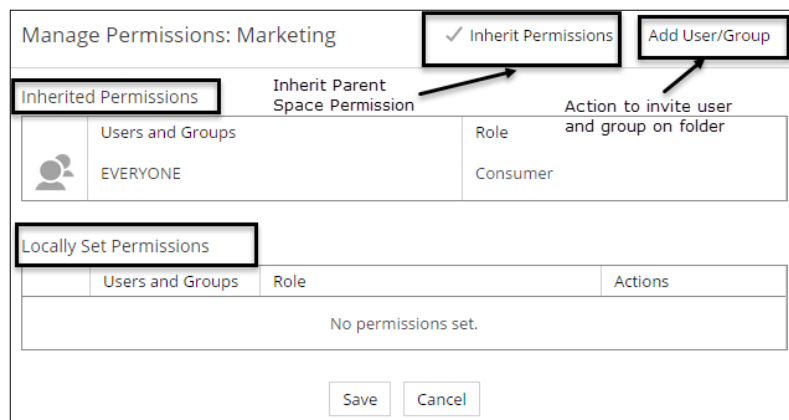 Manage Permissions: Marketing
Inherit Permissions
Add User/Group
Inherited Permissions
Inherit Parent
Space Permission
Action to invite user
and group on folder
Users and Groups Role
EVERYONE Consumer
Locally Set Permissions
Users and Groups Role Actions
No permissions set.
Save Cancel